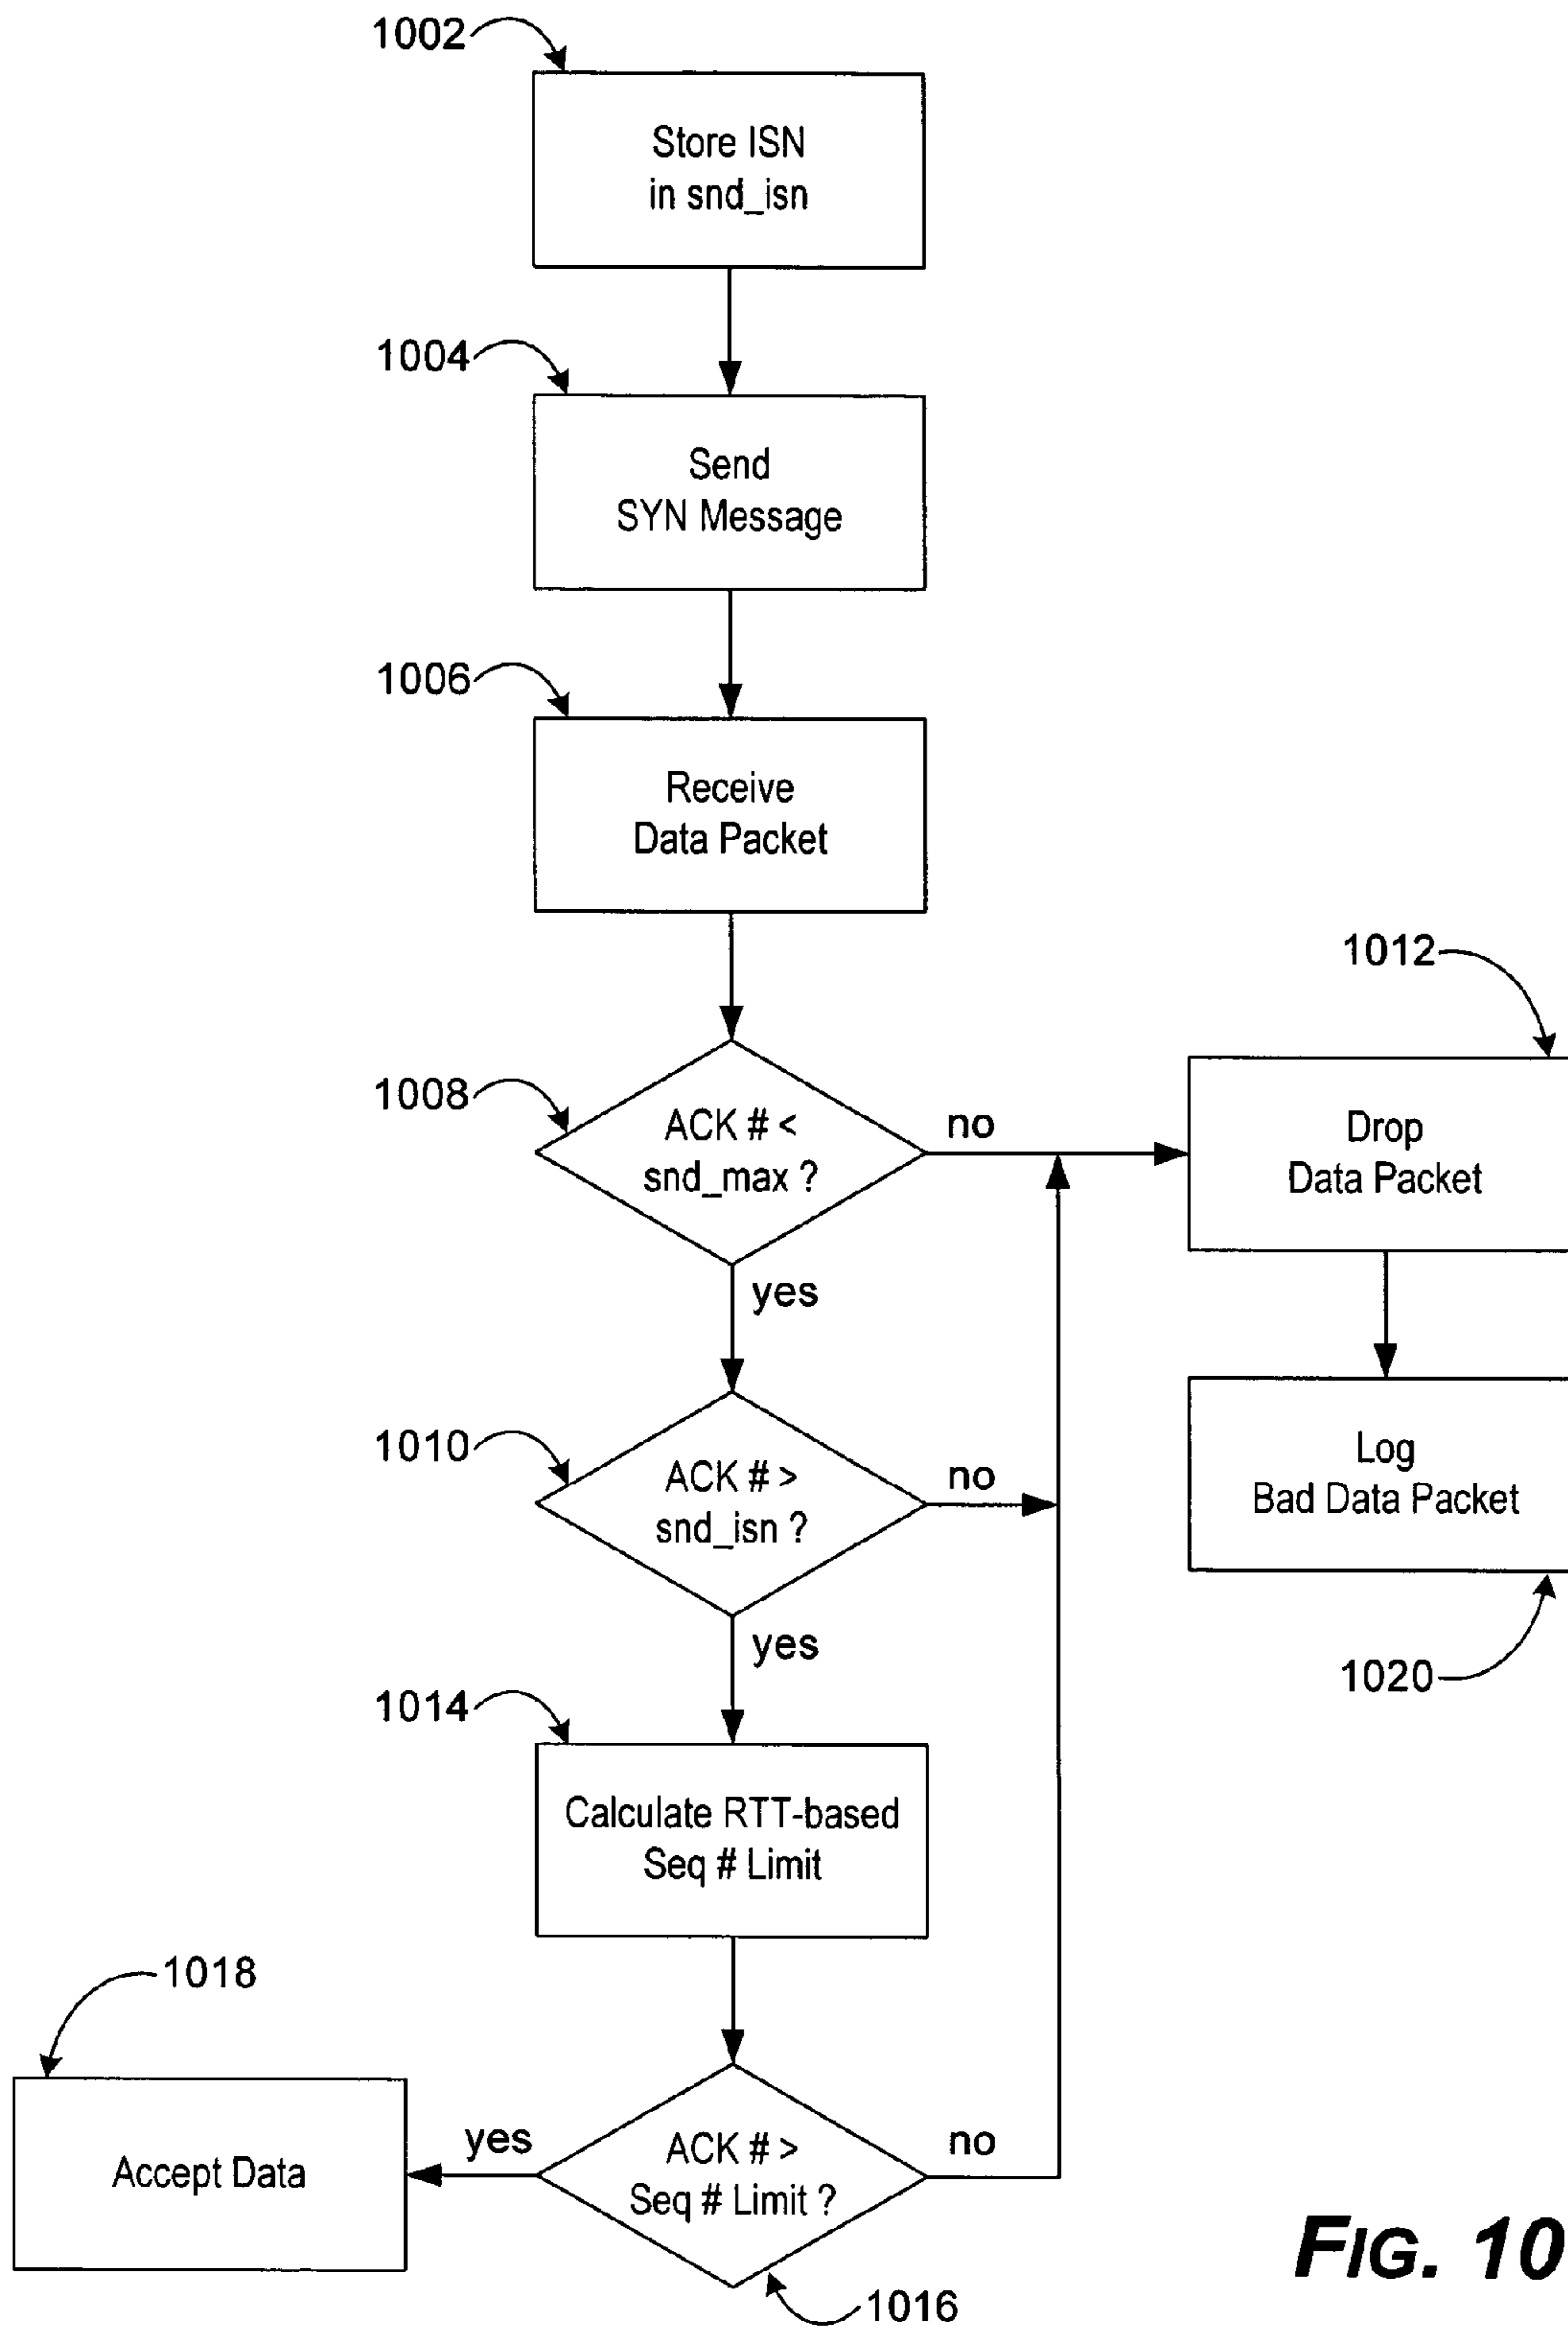 1002
Store ISN
in snd_isn
1004
Send
SYN Message
1006
Receive
Data Packet
1012
1008
ACK # <
snd_max ?
no
Drop
Data Packet
yes
1010
ACK # >
snd_isn ?
no
Log
Bad Data Packet
yes
1020
1014
Calculate RTT-based
Seq # Limit
1018
Accept Data
yes
ACK # >
Seq # Limit ?
no
1016
FIG. 10